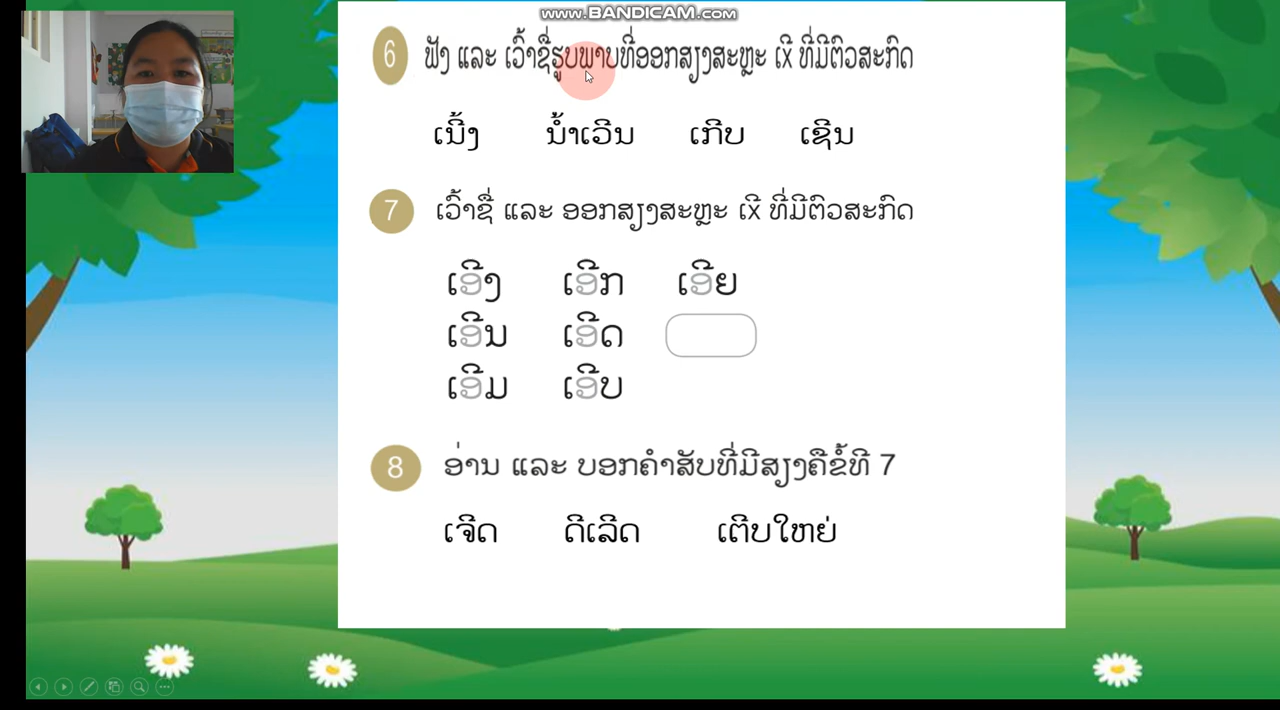 www.BANDICAM.com
6 ຟັງ ແລະ ເວົ້າຊື່ຮູບພາບທີ່ອອກສຽງສະຫຼະ ເxີ ທີ່ມີຕົວສະກົດ
ເນີ້ງ ນ້ຳເວີນ ເກີບ ເຊີນ
7 ເວົ້າຊື່ ແລະ ອອກສຽງສະຫຼະ ເxີ ທີ່ມີຕົວສະກົດ
ເອີງ ເອີກ ເອີຍ
ເອີນ ເອີດ
ເອີມ ເອີບ
8 ອ່ານ ແລະ ບອກຄຳສັບທີ່ມີສຽງຄືຂໍ້ທີ 7
ເຈີດ ດີເລີດ ເຕີບໃຫຍ່